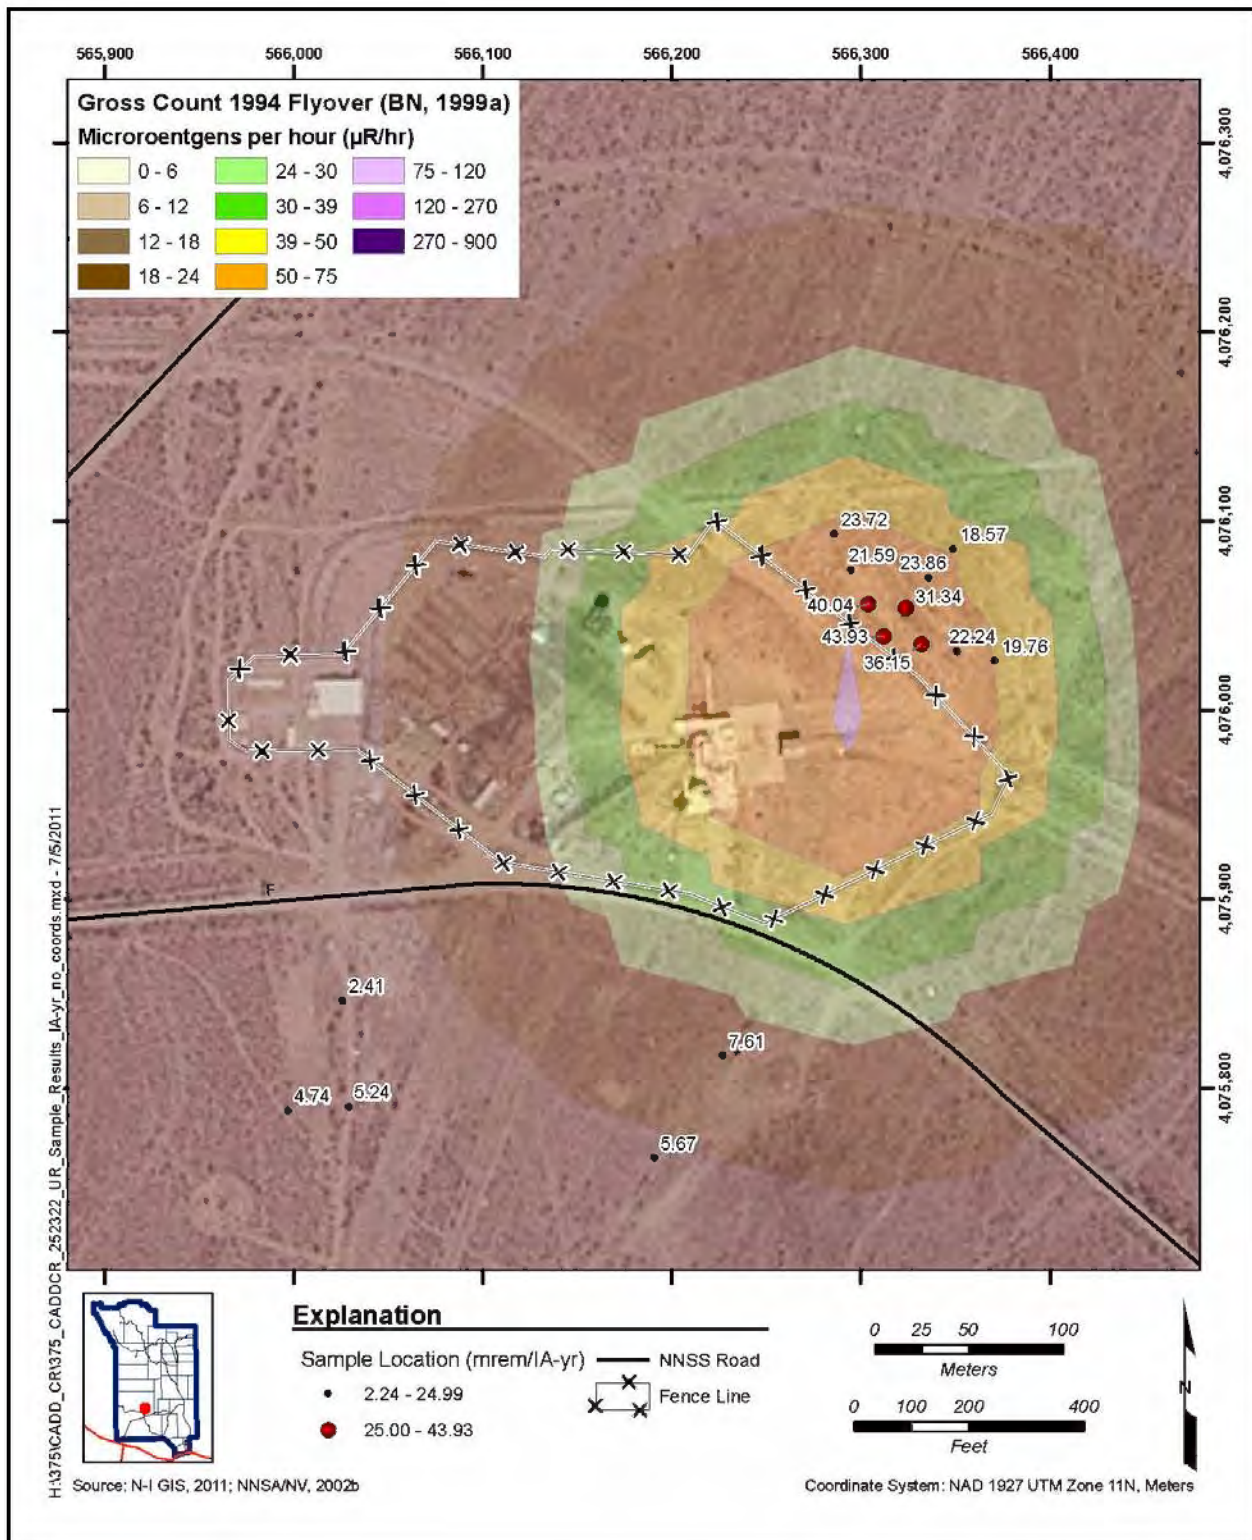 565,900 566,000 566,100 566,200 566,300 566,400
Gross Count 1994 Flyover (BN, 1999a)
Microroentgens per hour (µR/hr)
0 - 6 24 - 30 75 - 120
6 - 12 30 - 39 120 - 270
12 - 18 39 - 50 270 - 900
18 - 24 50 - 75
4,076,300
4,076,200
4,076,100
4,076,000
4,075,900
4,075,800
23.72
18.57
21.59
23.86
40.04
31.34
43.93
22.24
36.15
19.76
F
2.41
7.61
4.74
5.24
5.67
H:\375\CADD_CR\375_CADDCR_252322_UR_Sample_Results_IA-yr_no_coords.mxd - 7/5/2011
Explanation
Sample Location (mrem/IA-yr)
2.24 - 24.99
25.00 - 43.93
NNSS Road
Fence Line
0 25 50 100
Meters
0 100 200 400
Feet
N
Source: N-I GIS, 2011; NNSA/NV, 2002b
Coordinate System: NAD 1927 UTM Zone 11N, Meters